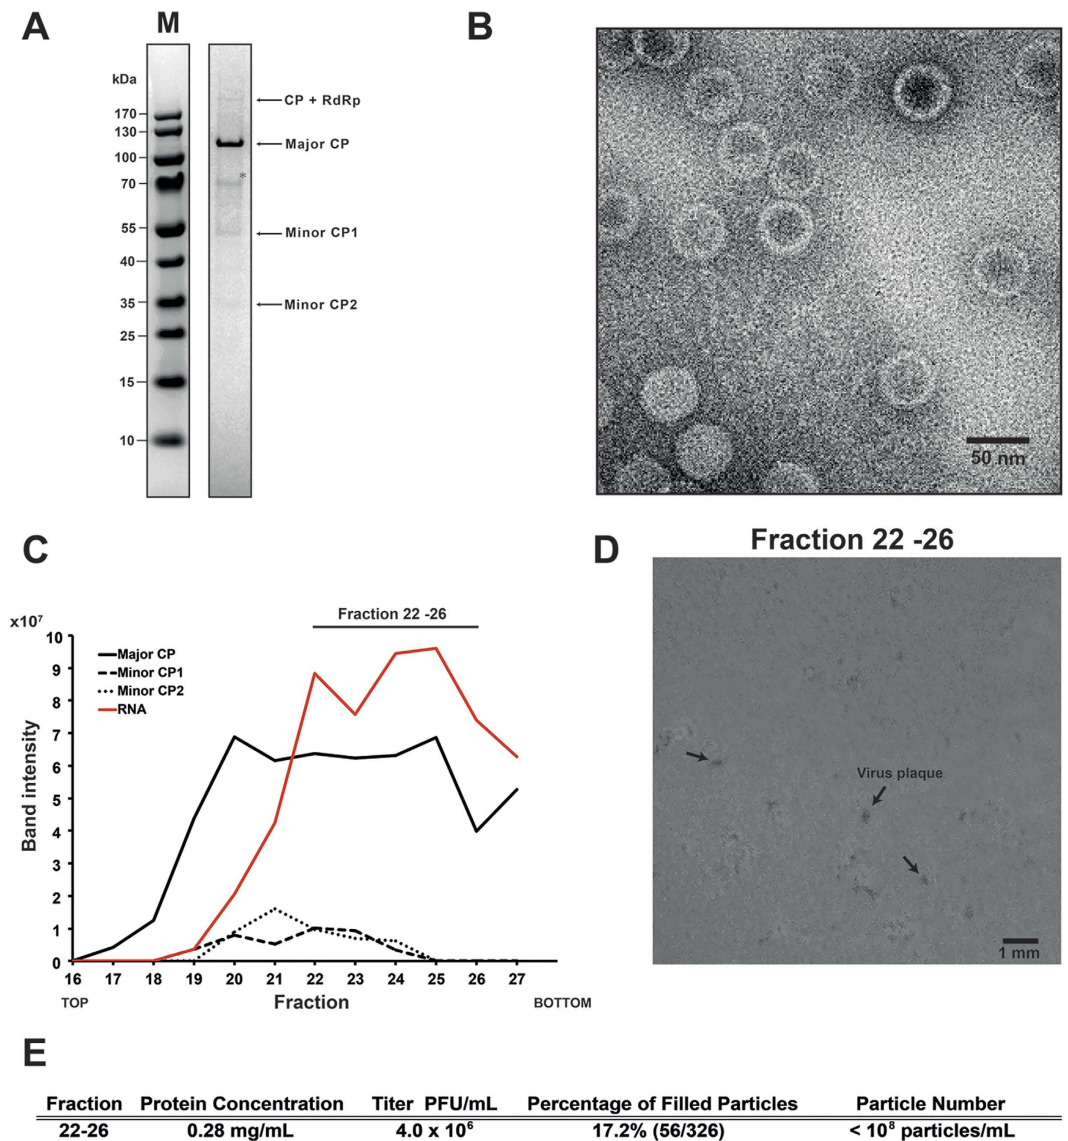 A
M
kDa
170
130
100
70
55
40
35
25
15
10
CP + RdRp
Major CP
*
Minor CP1
Minor CP2
B
50 nm
C
x10⁷
Fraction 22 -26
10
9
8
7
6
5
4
3
2
1
0
Band intensity
Major CP
Minor CP1
Minor CP2
RNA
16 17 18 19 20 21 22 23 24 25 26 27
TOP Fraction BOTTOM
D
Fraction 22 -26
Virus plaque
1 mm
E
Fraction Protein Concentration Titer PFU/mL Percentage of Filled Particles Particle Number
22-26 0.28 mg/mL 4.0 x 10⁶ 17.2% (56/326) < 10⁸ particles/mL